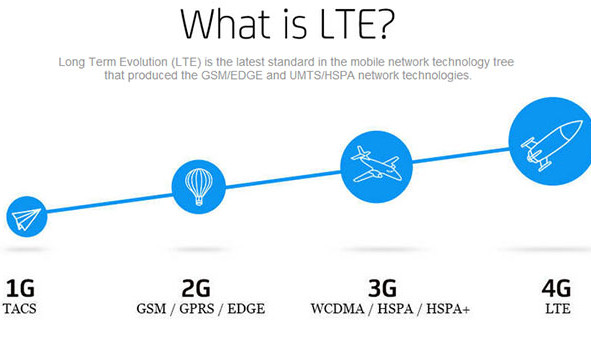 What is LTE?
Long Term Evolution (LTE) is the latest standard in the mobile network technology tree
that produced the GSM/EDGE and UMTS/HSPA network technologies.
1G
TACS
2G
GSM / GPRS / EDGE
3G
WCDMA / HSPA / HSPA+
4G
LTE